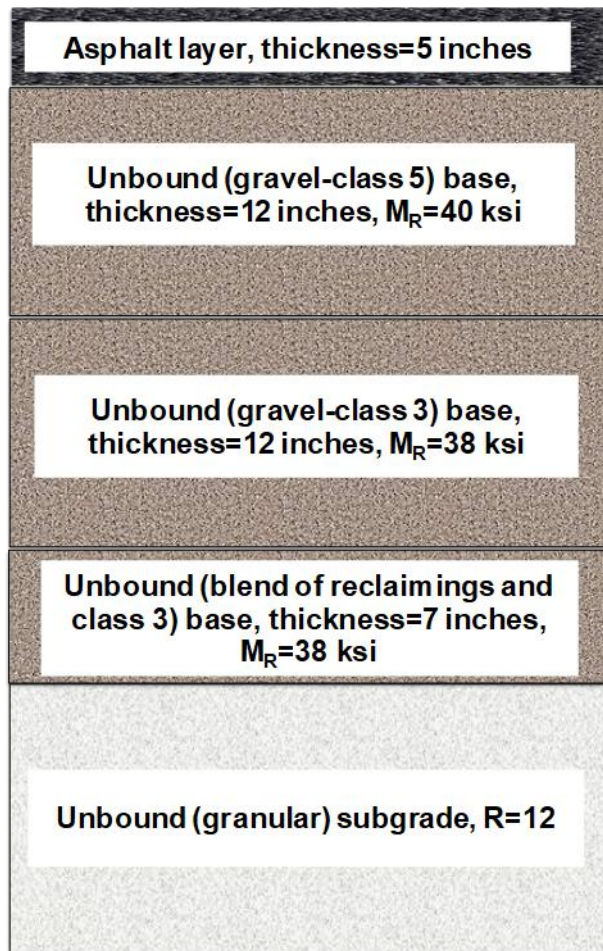 Asphalt layer, thickness=5 inches
Unbound (gravel-class 5) base,
thickness=12 inches, MR=40 ksi
Unbound (gravel-class 3) base,
thickness=12 inches, MR=38 ksi
Unbound (blend of reclaimings and
class 3) base, thickness=7 inches,
MR=38 ksi
Unbound (granular) subgrade, R=12